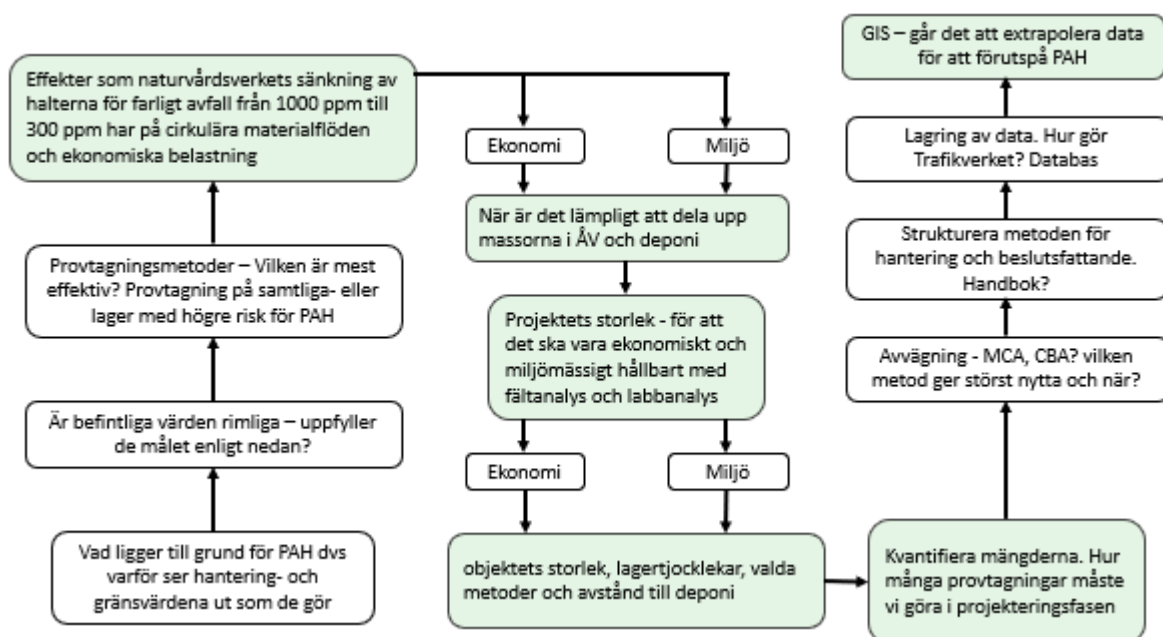 Effekter som naturvårdsverkets sänkning av
halterna för farligt avfall från 1000 ppm till
300 ppm har på cirkulära materialflöden
och ekonomiska belastning
Provtagningsmetoder – Vilken är mest
effektiv? Provtagning på samtliga- eller
lager med högre risk för PAH
Är befintliga värden rimliga – uppfyller
de målet enligt nedan?
Vad ligger till grund för PAH dvs
varför ser hantering- och
gränsvärdena ut som de gör
Ekonomi
Miljö
När är det lämpligt att dela upp
massorna i ÅV och deponi
Projektets storlek - för att
det ska vara ekonomiskt och
miljömässigt hållbart med
fältanalys och labbanalys
Ekonomi
Miljö
objektets storlek, lagertjocklekar, valda
metoder och avstånd till deponi
GIS – går det att extrapolera data
för att förutspå PAH
Lagring av data. Hur gör
Trafikverket? Databas
Strukturera metoden för
hantering och beslutsfattande.
Handbok?
Avvägning - MCA, CBA? vilken
metod ger störst nytta och när?
Kvantifiera mängderna. Hur
många provtagningar måste
vi göra i projekteringsfasen